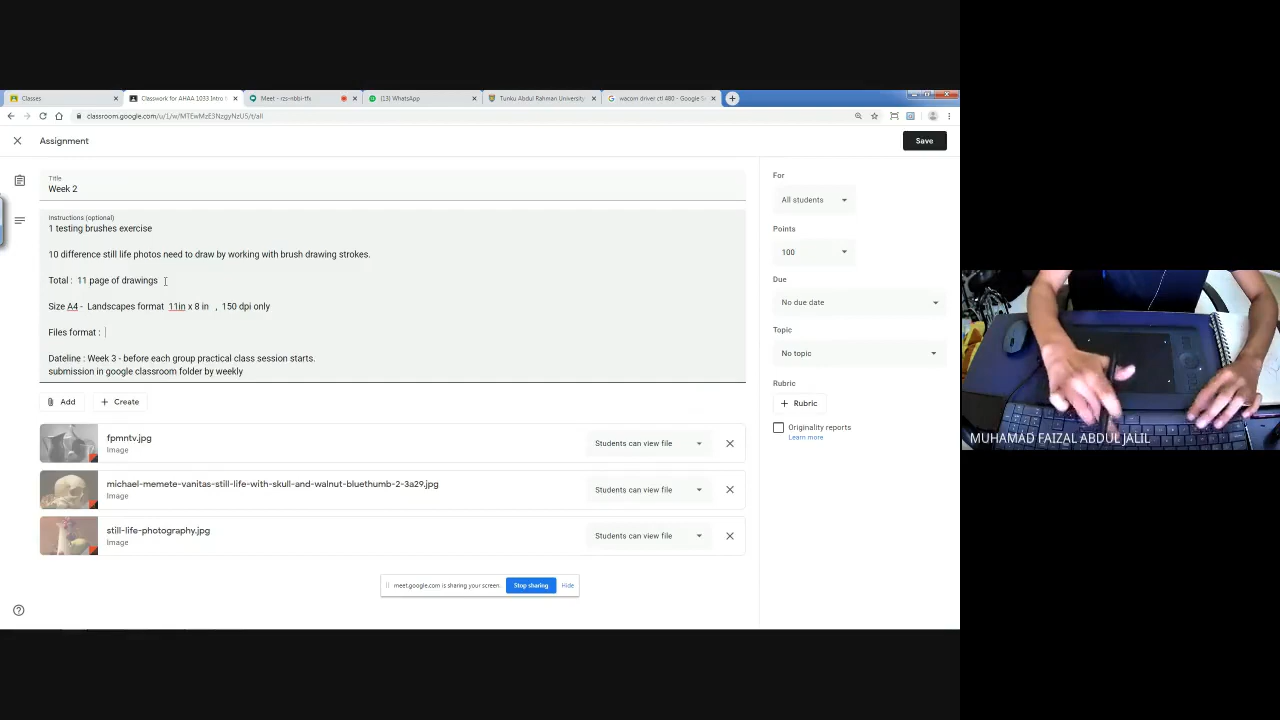 Classes
Classwork for AHAA 1033 Intro
Meet - rzs-nbbi-tfx
(13) WhatsApp
Tunku Abdul Rahman University
wacom driver ctl 480 - Google S
classroom.google.com/u/1/w/MTEwMzE3NzgyNzU5/t/all
Assignment
Save
Title
Week 2
Instructions (optional)
1 testing brushes exercise
10 difference still life photos need to draw by working with brush drawing strokes.
Total : 11 page of drawings
Size A4 - Landscapes format 11in x 8 in , 150 dpi only
Files format :
Dateline : Week 3 - before each group practical class session starts.
submission in google classroom folder by weekly
Add
Create
fpmntv.jpg
Image
Students can view file
michael-memete-vanitas-still-life-with-skull-and-walnut-bluethumb-2-3a29.jpg
Image
Students can view file
still-life-photography.jpg
Image
Students can view file
meet.google.com is sharing your screen.
Stop sharing
Hide
For
All students
Points
100
Due
No due date
Topic
No topic
Rubric
Rubric
Originality reports
Learn more
MUHAMAD FAIZAL ABDUL JALIL